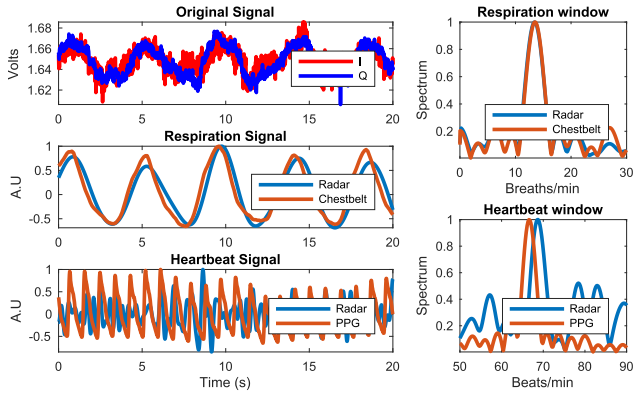 Original Signal
Volts
1.68
1.66
1.64
1.62
I
Q
0
5
10
15
20
Respiration Signal
A.U
1
0.5
0
-0.5
Radar
Chestbelt
0
5
10
15
20
Heartbeat Signal
A.U
1
0.5
0
-0.5
Radar
PPG
0
5
10
15
20
Time (s)
Respiration window
Spectrum
1
0.8
0.6
0.4
0.2
Radar
Chestbelt
0
10
20
30
Breaths/min
Heartbeat window
Spectrum
1
0.8
0.6
0.4
0.2
Radar
PPG
50
60
70
80
90
Beats/min